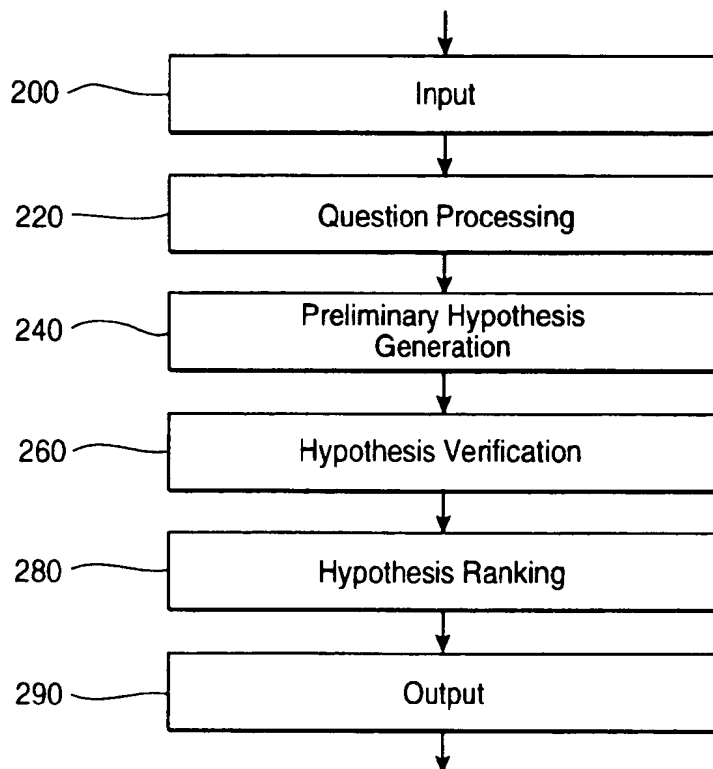 200
Input
220
Question Processing
240
Preliminary Hypothesis
Generation
260
Hypothesis Verification
280
Hypothesis Ranking
290
Output